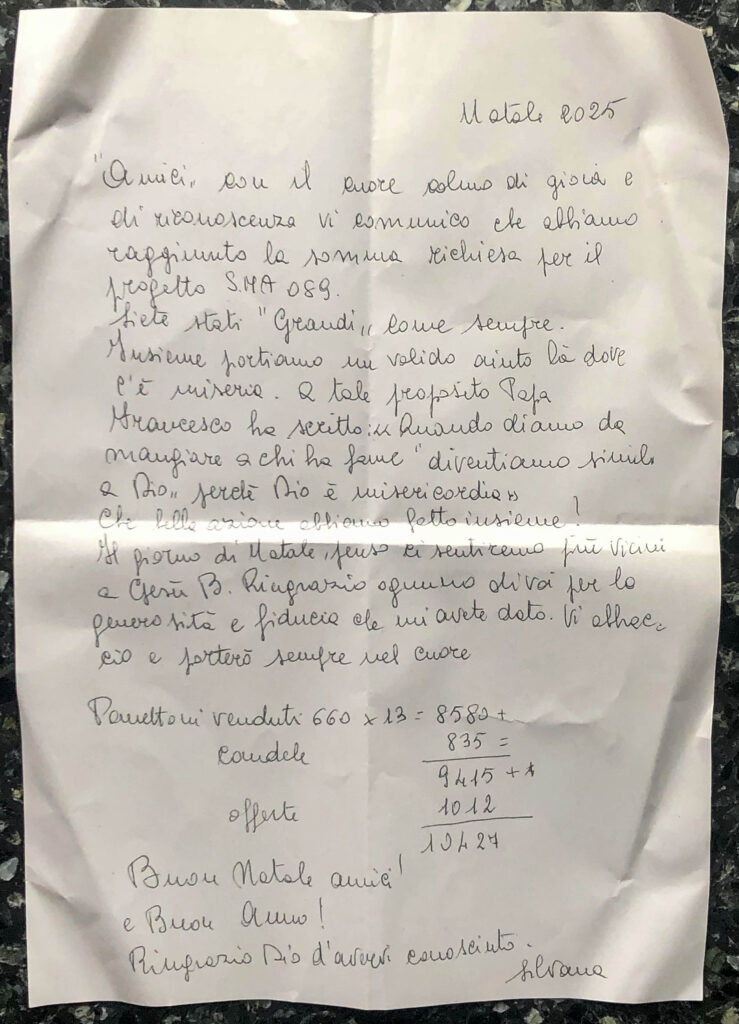 Natale 2025
"Amici" con il cuore colmo di gioia e
di riconoscenza vi comunico che abbiamo
raggiunto la somma richiesa per il
progetto S.MA 089.
Siete stati "Grandi" come sempre.
Insieme portiamo un valido aiuto là dove
c'è miseria. A tale proposito Papa
Francesco ha scritto: "Quando diamo da
mangiare a chi ha fame "diventiamo simili
a Dio" perchè Dio è misericordia"
Che bella azione abbiamo fatto insieme!
Il giorno di Natale, penso ci sentiremo più vicini
a Gesù B. Ringrazio ognuno di voi per la
generosità e fiducia che mi avete dato. Vi abbrac=
cio e porterò sempre nel cuore
Panettoni venduti 660 x 13 = 8580 +
candele 835 =
9415 +
offerte 1012
10427
Buon Natale amici!
e Buon Anno!
Ringrazio Dio d'avervi conosciuto.
Silvana